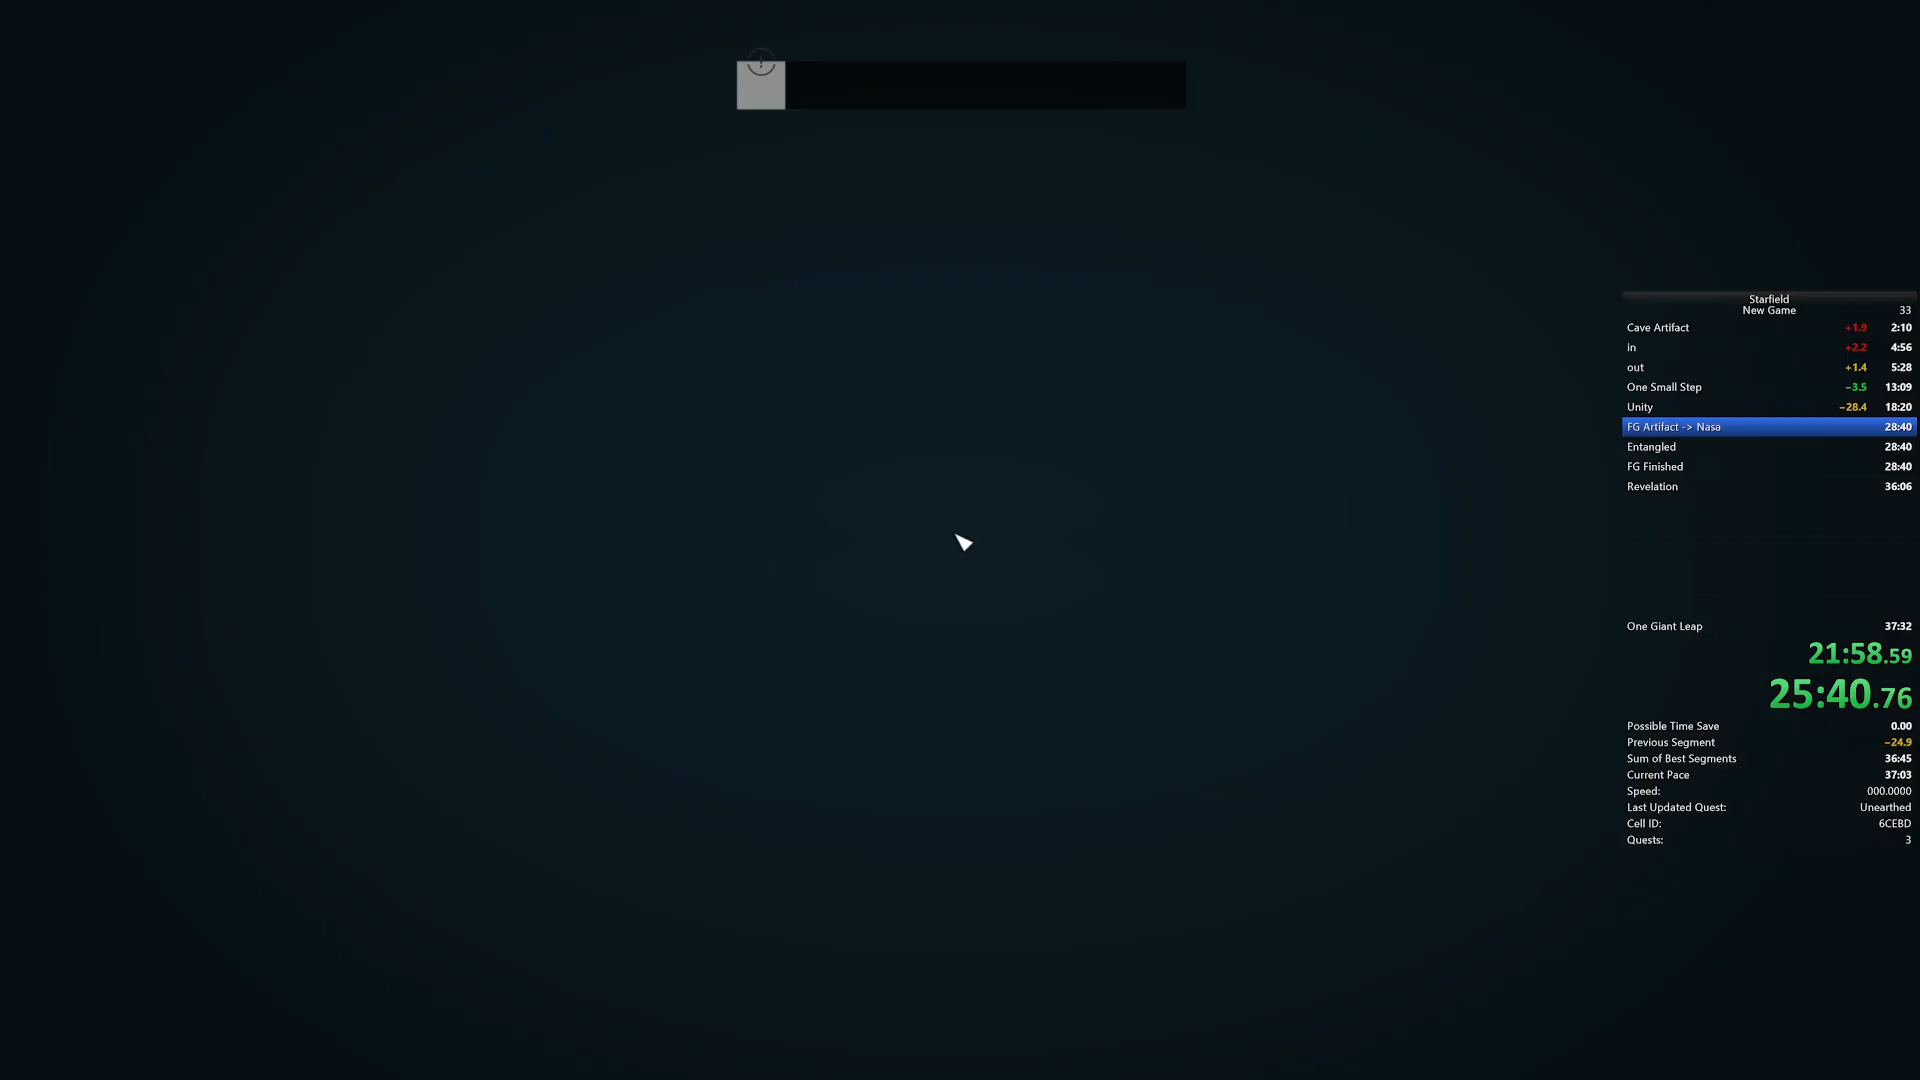 Starfield
New Game 33
Cave Artifact +1.9 2:10
in +2.2 4:56
out +1.4 5:28
One Small Step −3.5 13:09
Unity −28.4 18:20
FG Artifact -> Nasa 28:40
Entangled 28:40
FG Finished 28:40
Revelation 36:06
One Giant Leap 37:32
21:58.59
25:40.76
Possible Time Save 0.00
Previous Segment −24.9
Sum of Best Segments 36:45
Current Pace 37:03
Speed: 000.0000
Last Updated Quest: Unearthed
Cell ID: 6CEBD
Quests: 3